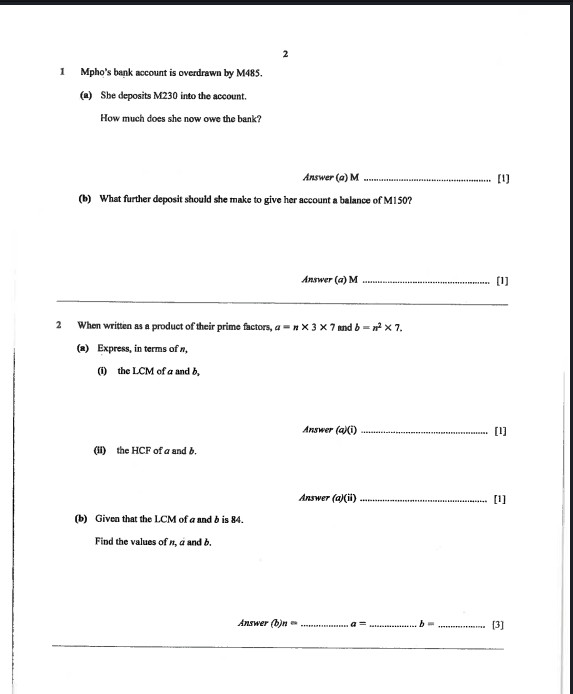 2
1 Mpho's bank account is overdrawn by M485.
(a) She deposits M230 into the account.
How much does she now owe the bank?
Answer (a) M .................................................. [1]
(b) What further deposit should she make to give her account a balance of M150?
Answer (a) M .................................................. [1]
2 When written as a product of their prime factors, a = n × 3 × 7 and b = n² × 7.
(a) Express, in terms of n,
(i) the LCM of a and b,
Answer (a)(i) .................................................. [1]
(ii) the HCF of a and b.
Answer (a)(ii) .................................................. [1]
(b) Given that the LCM of a and b is 84.
Find the values of n, a and b.
Answer (b)n = ................... a = ................... b = ................... [3]